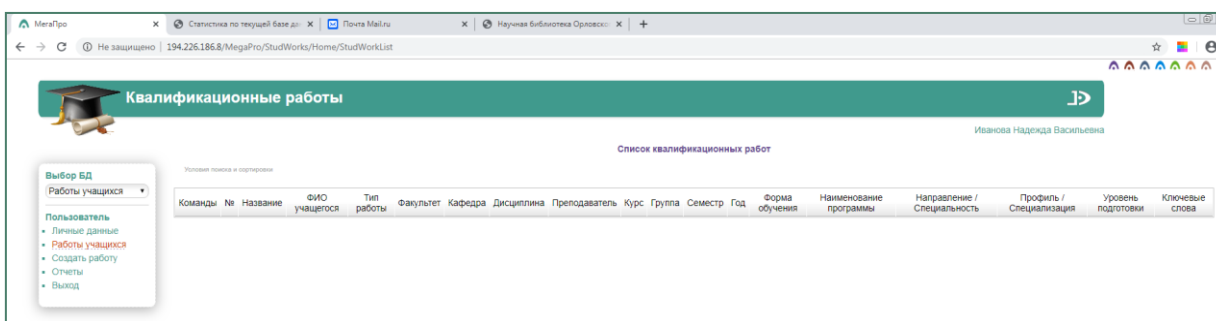 МегаПро
Статистика по текущей базе да
Почта Mail.ru
Научная библиотека Орловско
Не защищено 194.226.186.8/MegaPro/StudWorks/Home/StudWorkList
Квалификационные работы
Иванова Надежда Васильевна
Список квалификационных работ
Выбор БД
Работы учащихся
Пользователь
Личные данные
Работы учащихся
Создать работу
Отчеты
Выход
Условия поиска и сортировки
Команды № Название ФИО учащегося Тип работы Факультет Кафедра Дисциплина Преподаватель Курс Группа Семестр Год Форма обучения Наименование программы Направление / Специальность Профиль / Специализация Уровень подготовки Ключевые слова